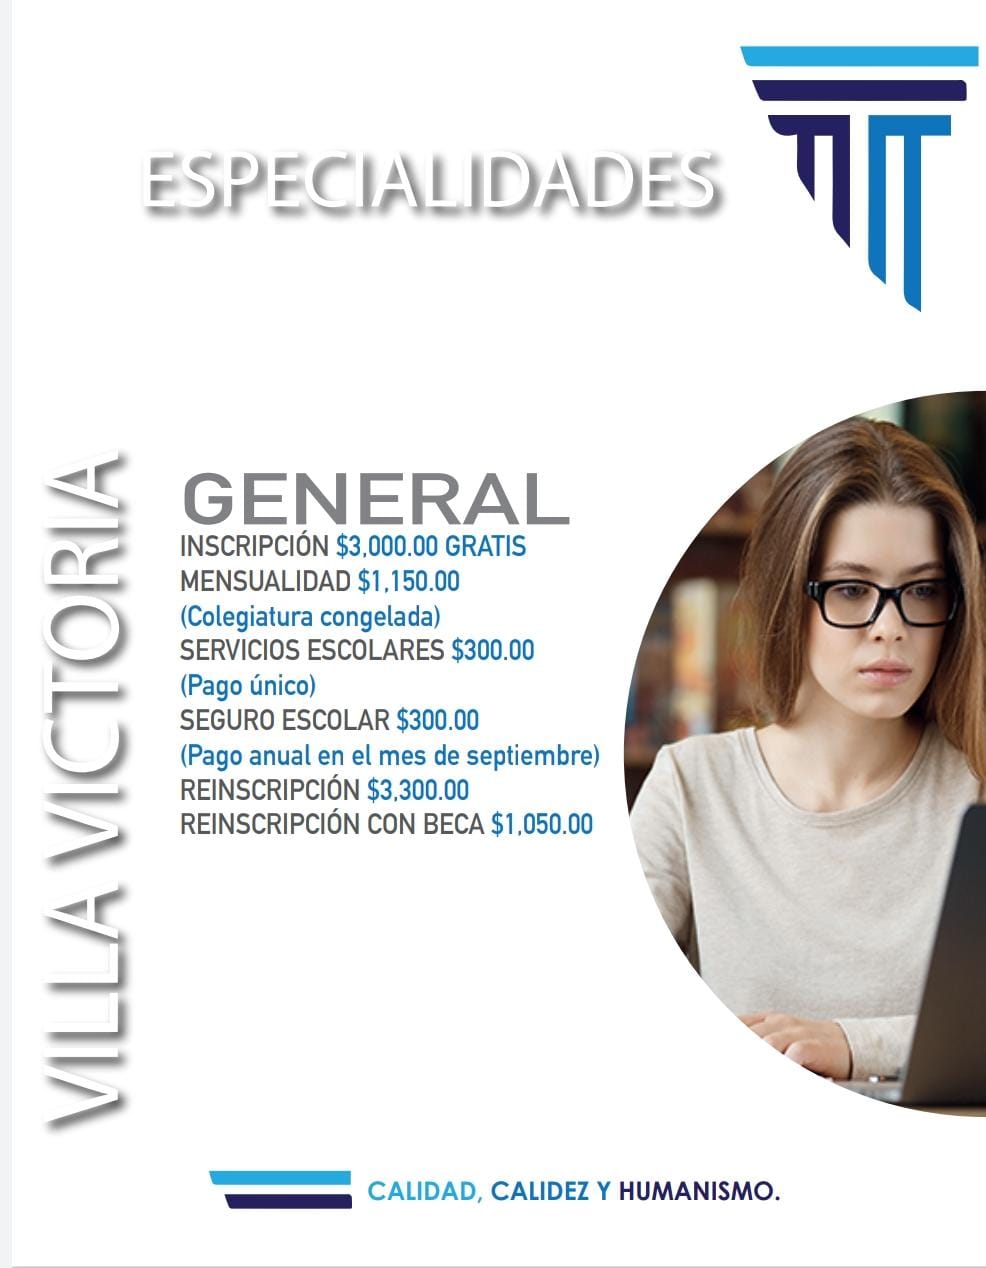 ESPECIALIDADES
VILLA VICTORIA
GENERAL
INSCRIPCIÓN $3,000.00 GRATIS
MENSUALIDAD $1,150.00
(Colegiatura congelada)
SERVICIOS ESCOLARES $300.00
(Pago único)
SEGURO ESCOLAR $300.00
(Pago anual en el mes de septiembre)
REINSCRIPCIÓN $3,300.00
REINSCRIPCIÓN CON BECA $1,050.00
CALIDAD, CALIDEZ Y HUMANISMO.